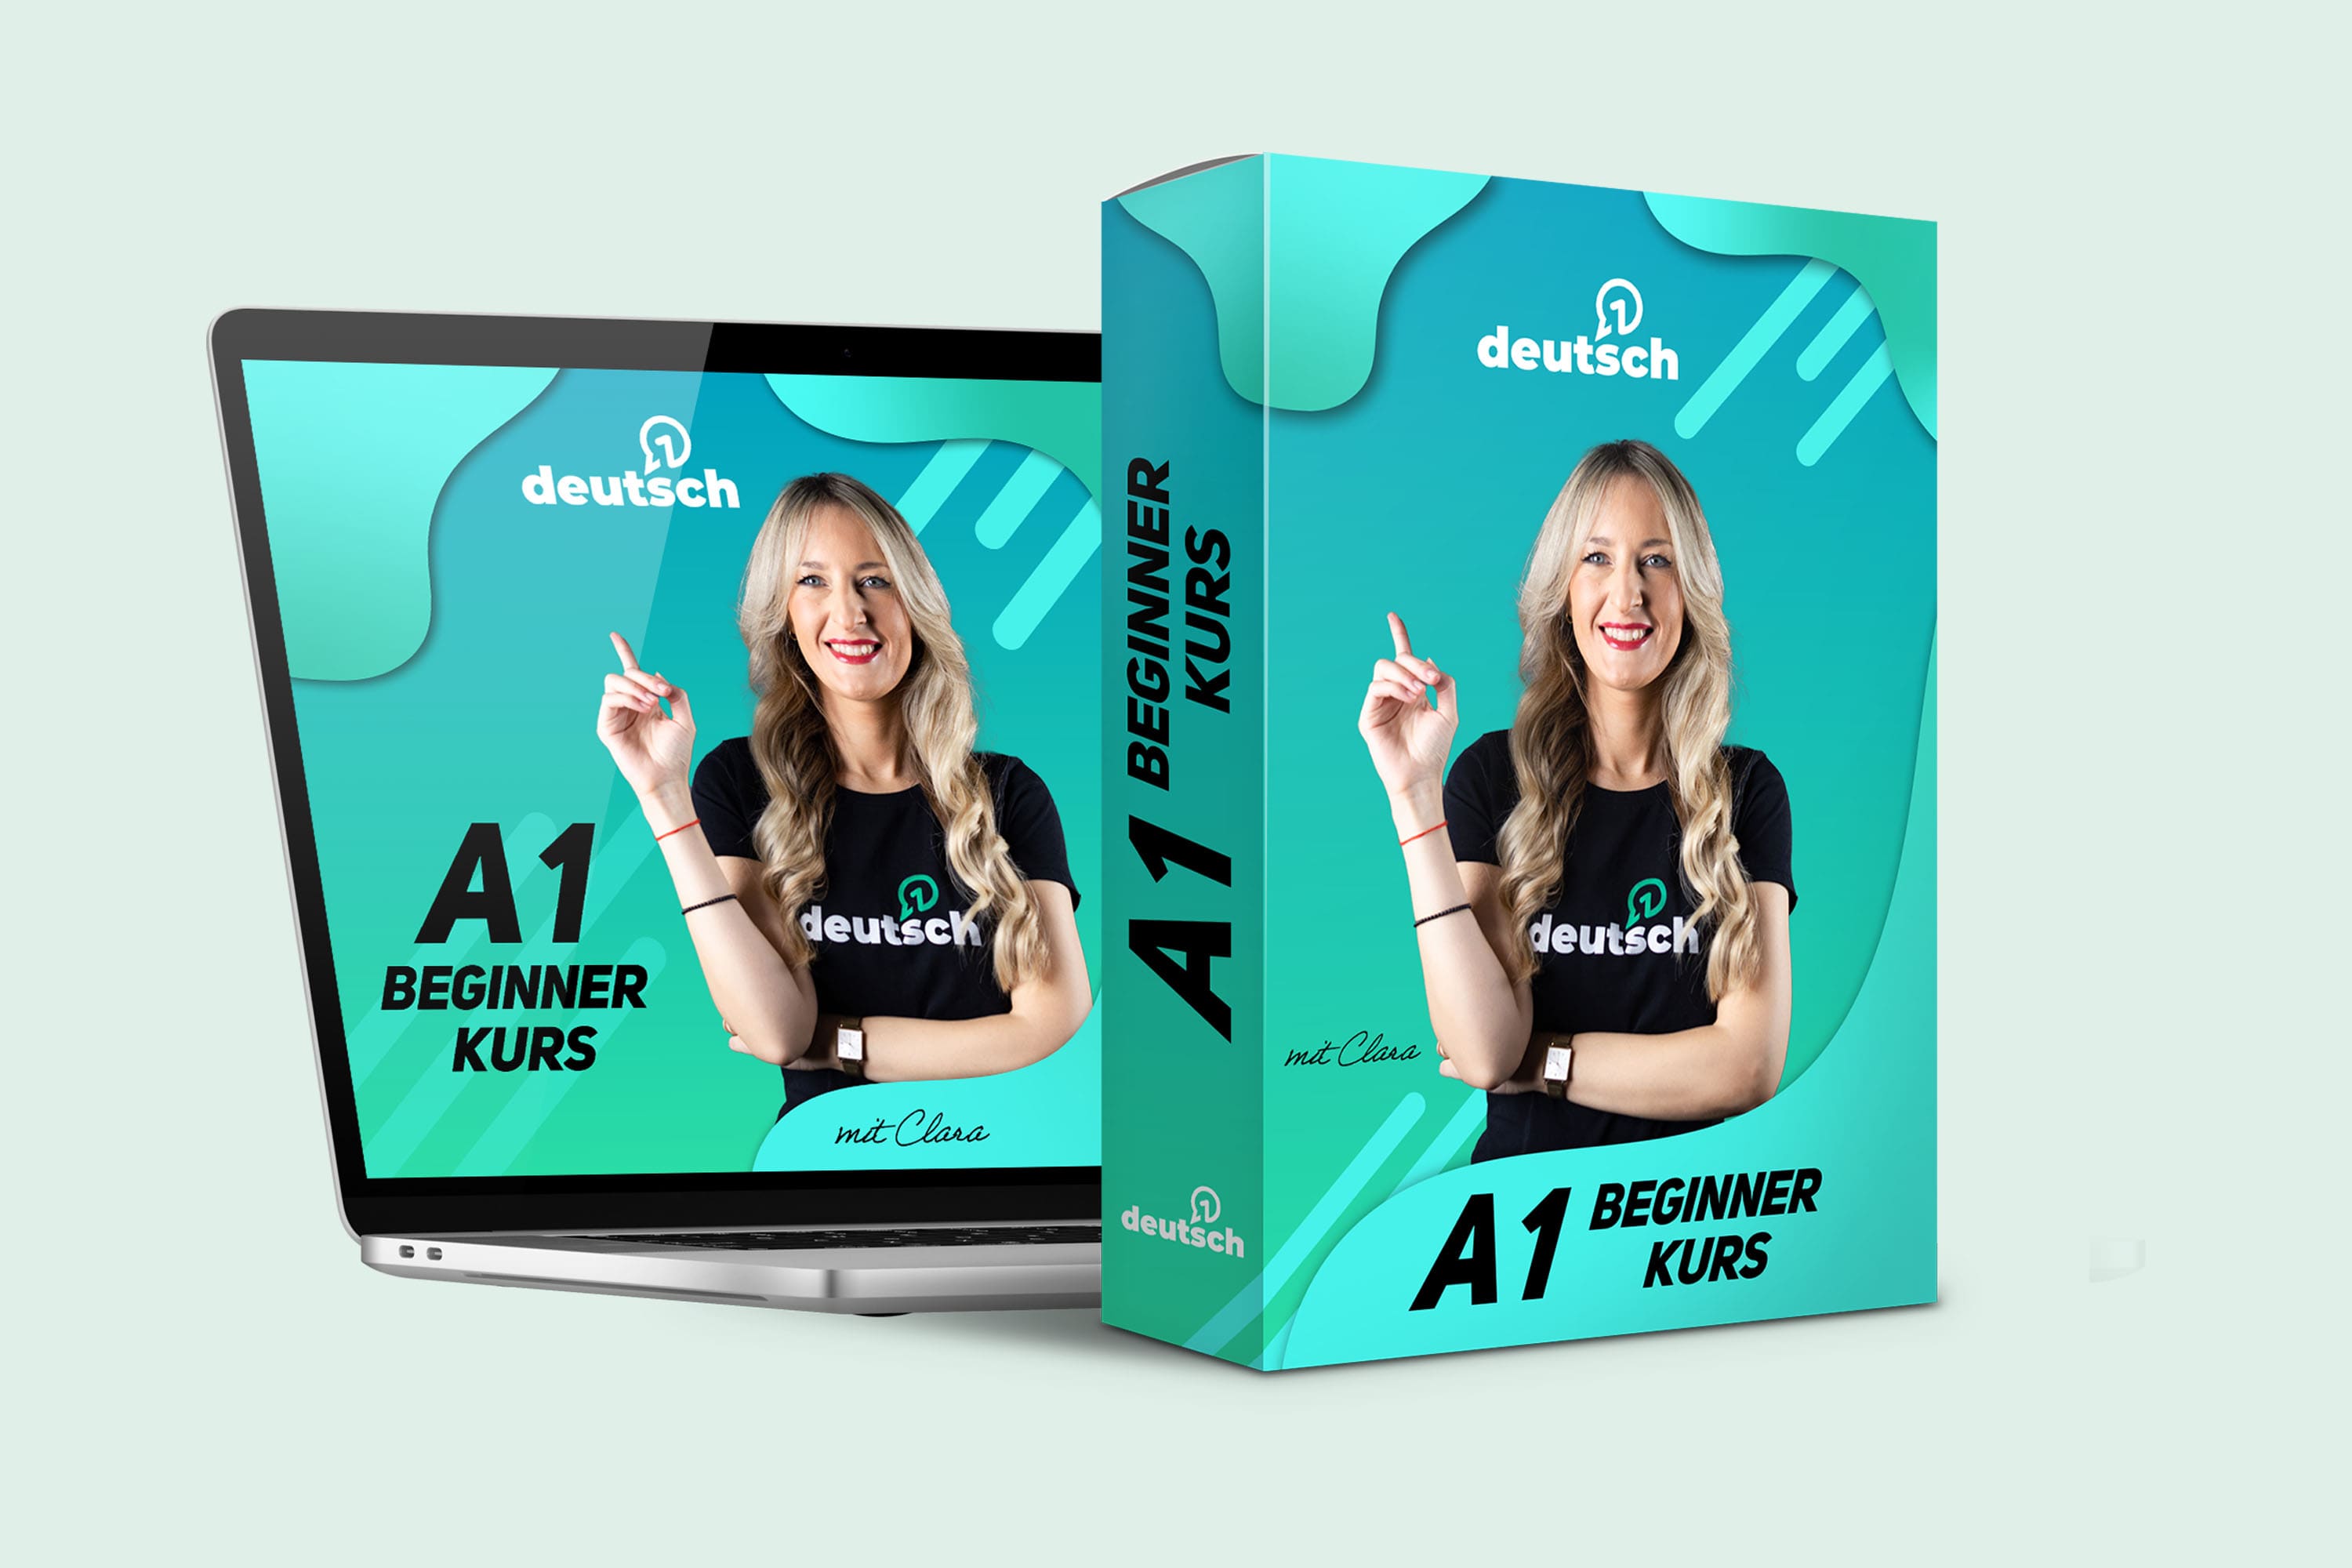 deutsch
deutsch
A1
BEGINNER
KURS
mit Clara
A1 BEGINNER
KURS
deutsch
deutsch
deutsch
mit Clara
A1 BEGINNER
KURS